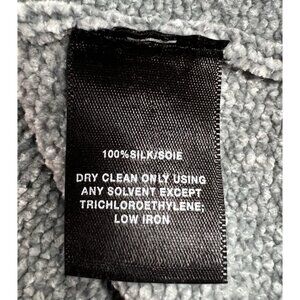 100%SILK/SOIE
DRY CLEAN ONLY USING
ANY SOLVENT EXCEPT
TRICHLOROETHYLENE;
LOW IRON